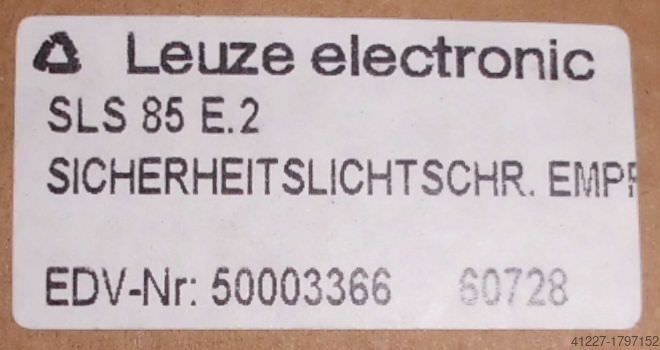 Leuze electronic
SLS 85 E.2
SICHERHEITSLICHTSCHR. EMPF
EDV-Nr: 50003366 60728
41227-1797152